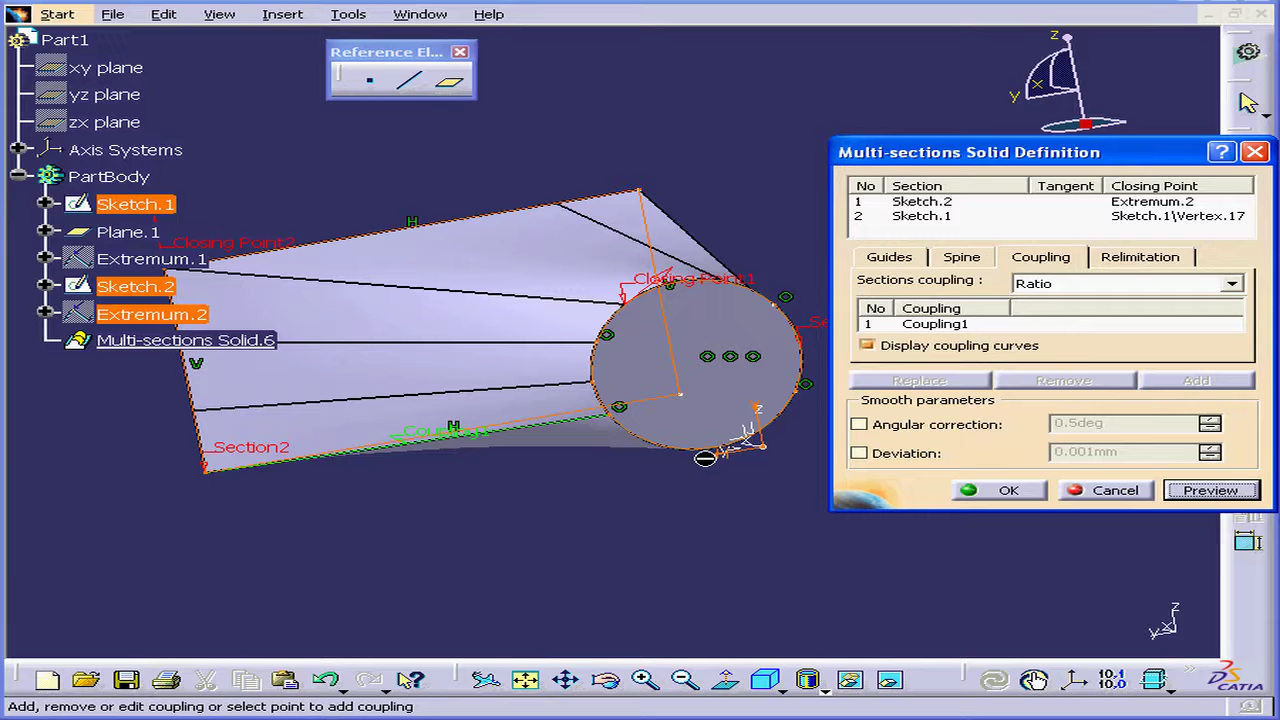 Start File Edit View Insert Tools Window Help
Part1
xy plane
yz plane
zx plane
Axis Systems
PartBody
Sketch.1
Plane.1
Extremum.1
Sketch.2
Extremum.2
Multi-sections Solid.6
Reference El...
z
x
y
H
Closing Point2
Closing Point1
V
V
H
Coupling1
Section2
z
Multi-sections Solid Definition
No Section Tangent Closing Point
1 Sketch.2 Extremum.2
2 Sketch.1 Sketch.1\Vertex.17
Guides Spine Coupling Relimitation
Sections coupling : Ratio
No Coupling
1 Coupling1
Display coupling curves
Replace Remove Add
Smooth parameters
Angular correction: 0.5deg
Deviation: 0.001mm
OK Cancel Preview
z
y x
10:1
10.0
CATIA
Add, remove or edit coupling or select point to add coupling